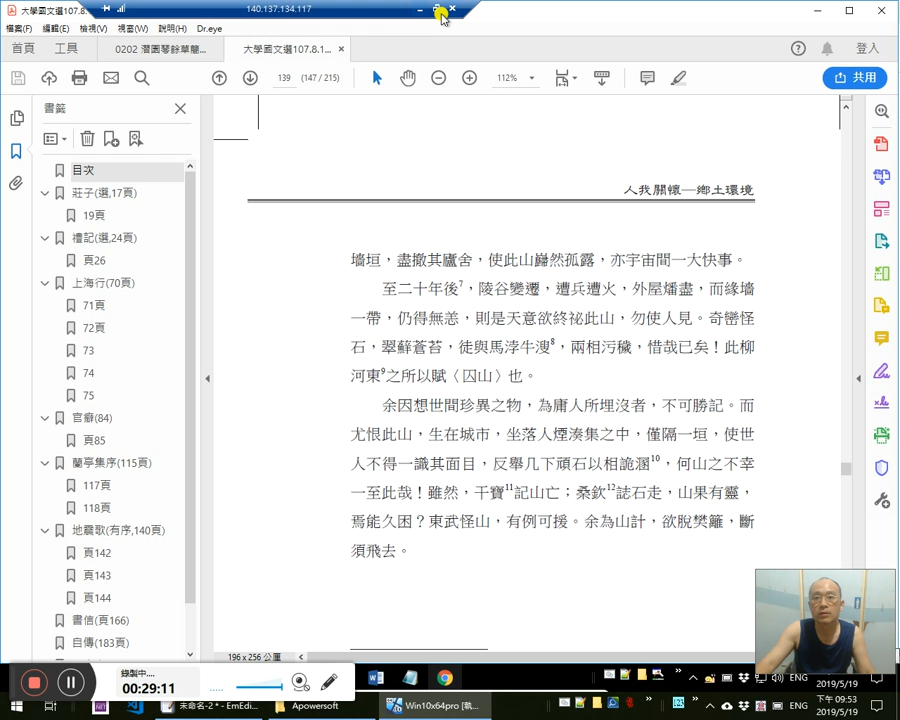 140.137.134.117
大學國文選107.8.1
檔案(F) 編輯(E) 檢視(V) 視窗(W) 說明(H) Dr.eye
首頁 工具 0202 潛園琴餘草簡... 大學國文選107.8.1... × 登入
139 (147 / 215) 112% 共用
書籤
目次
莊子(選,17頁)
19頁
禮記(選,24頁)
頁26
上海行(70頁)
71頁
72頁
73
74
75
官癖(84)
頁85
蘭亭集序(115頁)
117頁
118頁
地震歌(有序,140頁)
頁142
頁143
頁144
書信(頁166)
自傳(183頁)
人我關懷—鄉土環境
墻垣，盡撤其廬舍，使此山巋然孤露，亦宇宙間一大快事。
至二十年後7，陵谷變遷，遭兵遭火，外屋燔盡，而緣墻
一帶，仍得無恙，則是天意欲終祕此山，勿使人見。奇巒怪
石，翠蘚蒼苔，徒與馬浡牛溲8，兩相污穢，惜哉已矣！此柳
河東9之所以賦〈囚山〉也。
余因想世間珍異之物，為庸人所埋沒者，不可勝記。而
尤恨此山，生在城市，坐落人煙湊集之中，僅隔一垣，使世
人不得一識其面目，反舉几下頑石以相詭溷10，何山之不幸
一至此哉！雖然，干寶11記山亡；桑欽12誌石走，山果有靈，
焉能久困？東武怪山，有例可援。余為山計，欲脫樊籬，斷
須飛去。
196 x 256 公厘
錄製中....
00:29:11
ENG
2019/5/19
未命名-2 * - EmEdi... Apowersoft Win10x64pro [執... ENG 下午 09:53
2019/5/19